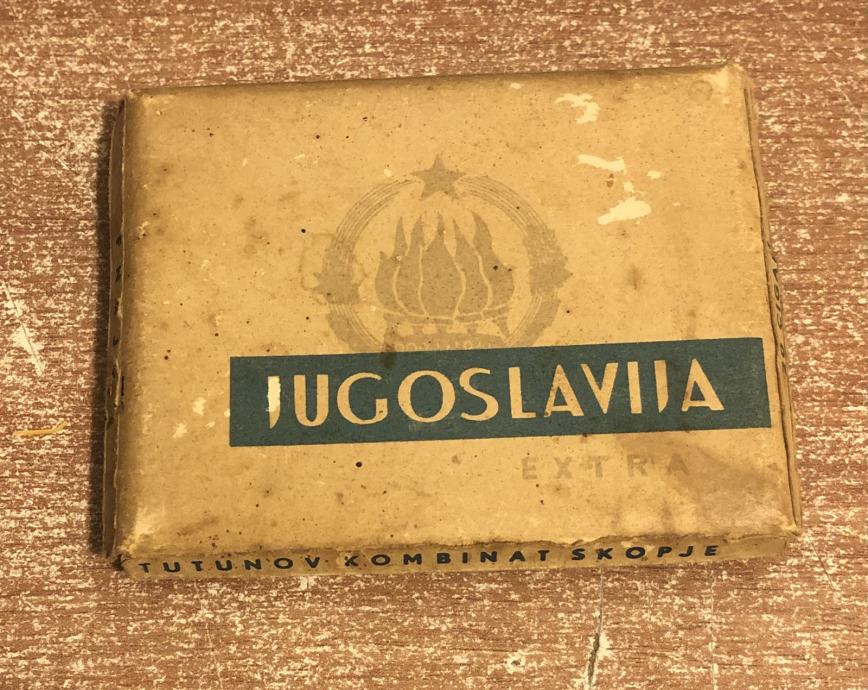 JUGOSLAVIJA
EXTRA
TUTUNOV KOMBINAT SKOPJE